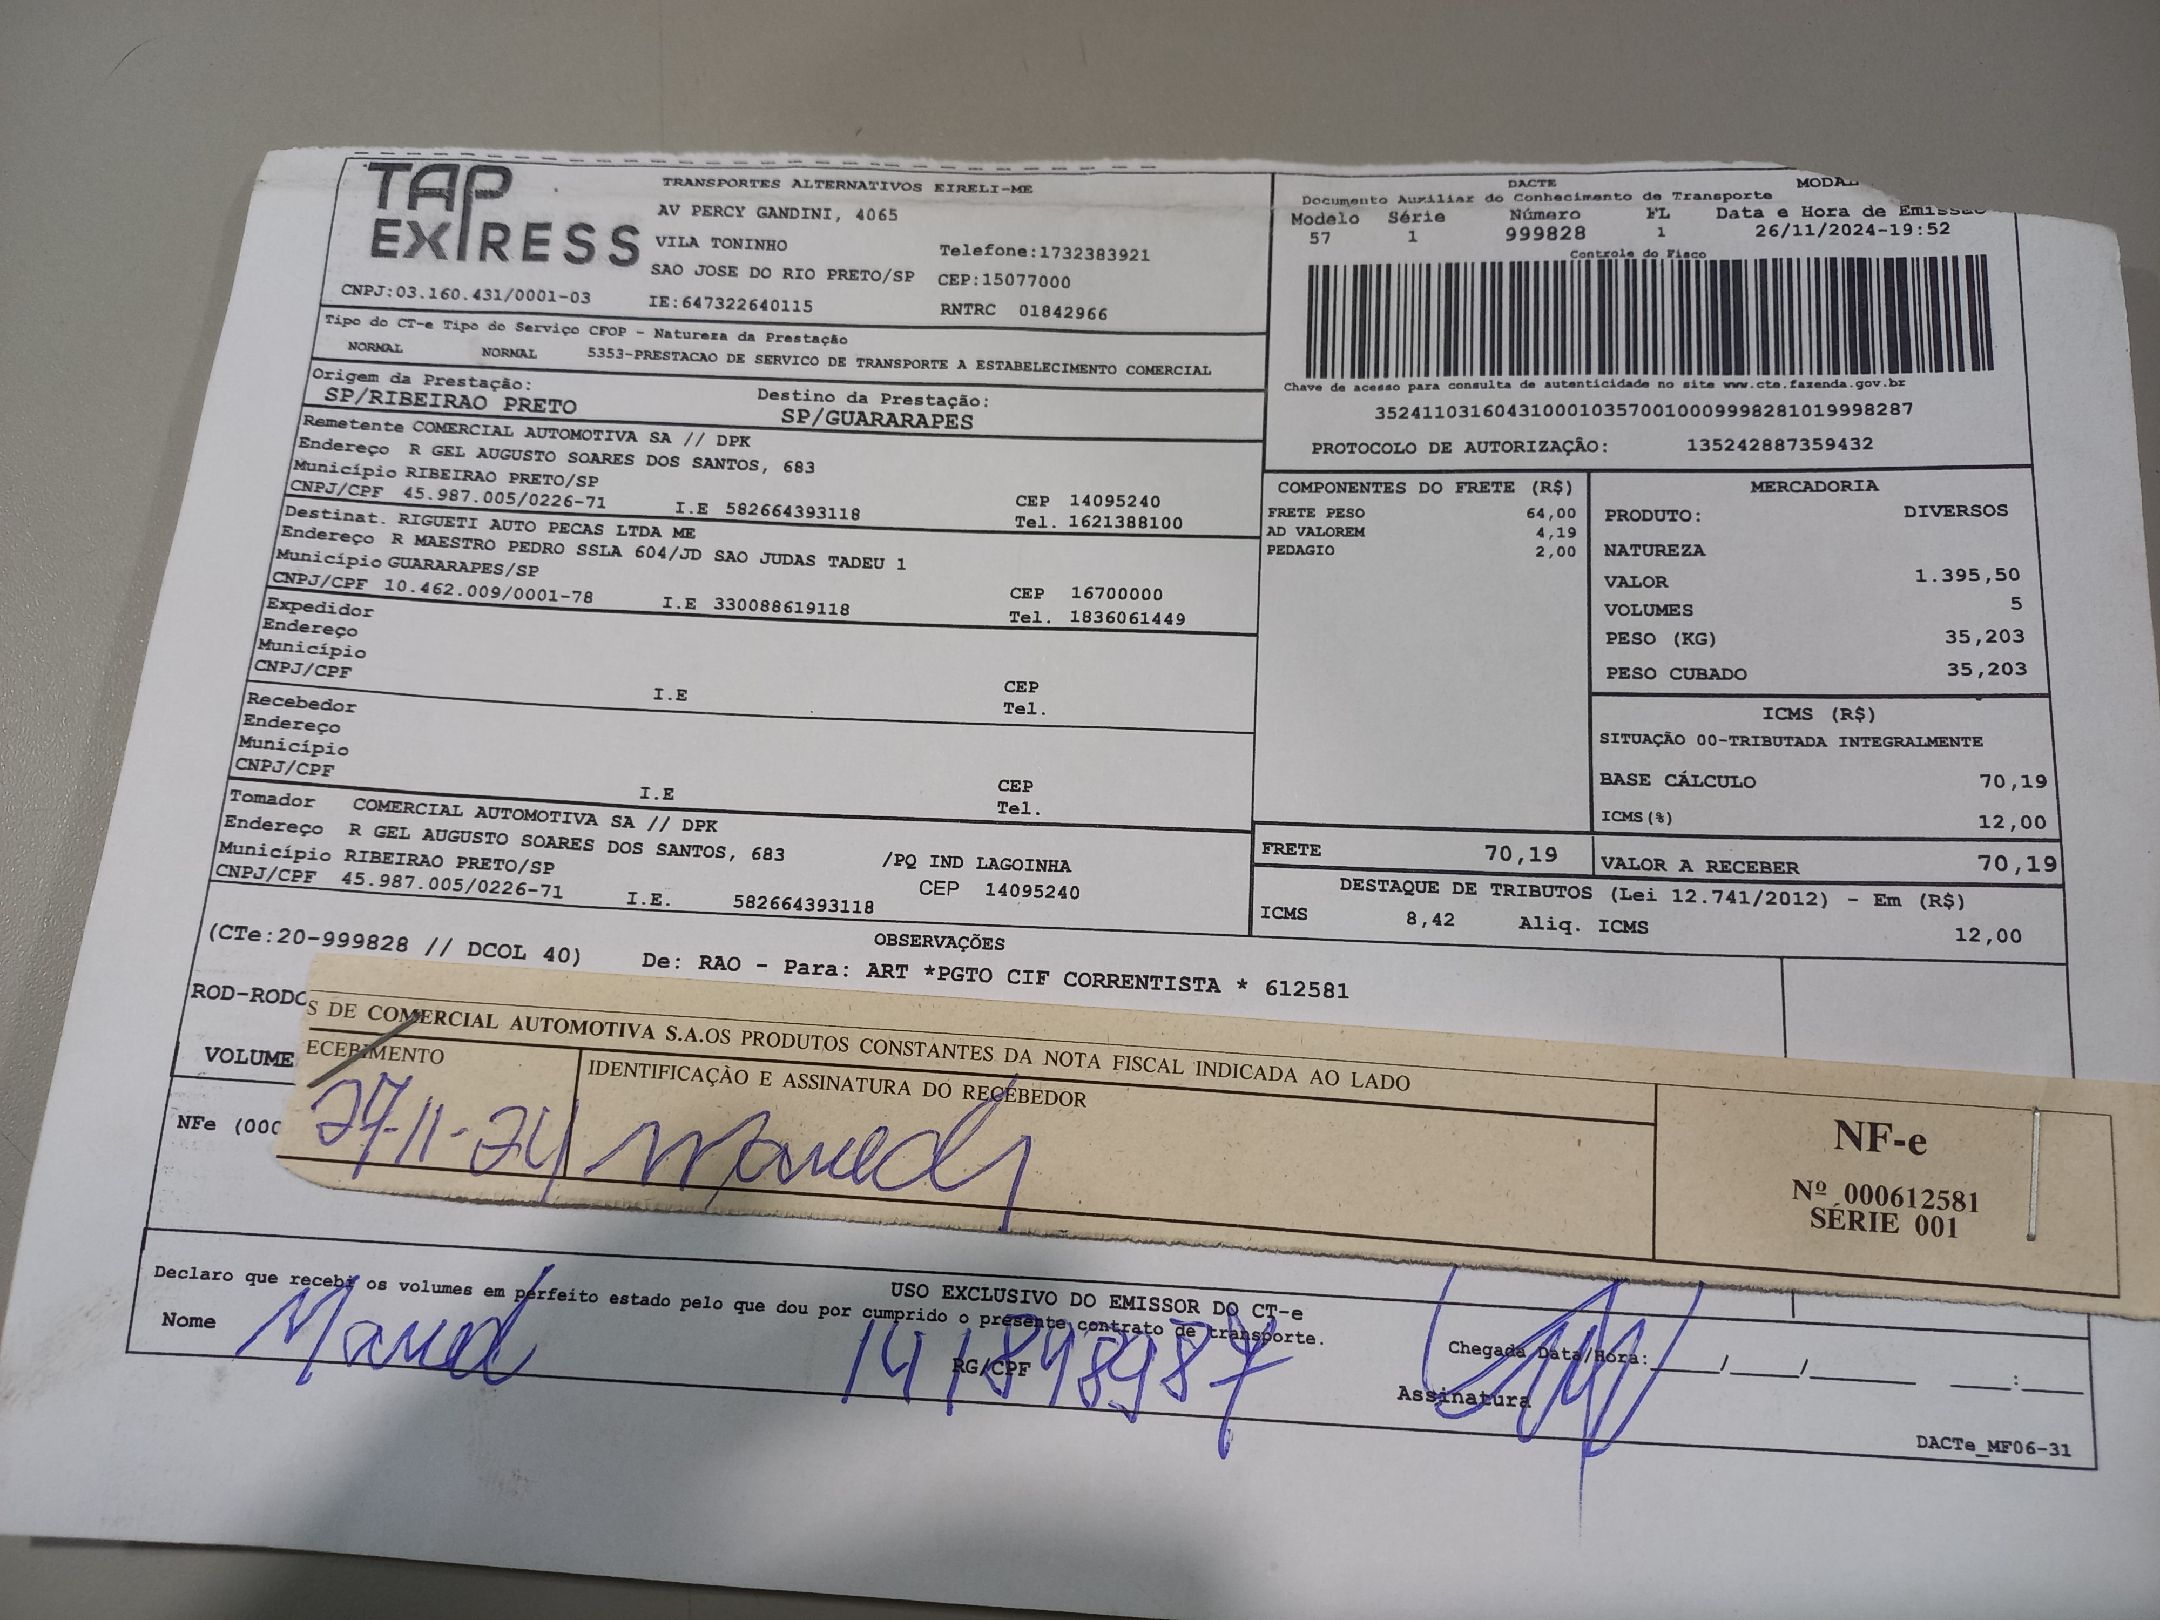 TAP EXPRESS
TRANSPORTES ALTERNATIVOS EIRELI-ME
AV PERCY GANDINI, 4065
VILA TONINHO Telefone:1732383921
SAO JOSE DO RIO PRETO/SP CEP:15077000
CNPJ:03.160.431/0001-03 IE:647322640115 RNTRC 01842966
DACTE
Documento Auxiliar do Conhecimento de Transporte
Modelo Série Número FL Data e Hora de Emissão
57 1 999828 1 26/11/2024-19:52
Controle do Fisco
Chave de acesso para consulta de autenticidade no site www.cte.fazenda.gov.br
35241103160431000103570010009998281019998287
PROTOCOLO DE AUTORIZAÇÃO: 135242887359432
Tipo do CT-e Tipo do Serviço CFOP - Natureza da Prestação
NORMAL NORMAL 5353-PRESTACAO DE SERVICO DE TRANSPORTE A ESTABELECIMENTO COMERCIAL
Origem da Prestação: Destino da Prestação:
SP/RIBEIRAO PRETO SP/GUARARAPES
Remetente COMERCIAL AUTOMOTIVA SA // DPK
Endereço R GEL AUGUSTO SOARES DOS SANTOS, 683
Município RIBEIRAO PRETO/SP CEP 14095240
CNPJ/CPF 45.987.005/0226-71 I.E 582664393118 Tel. 1621388100
Destinat. RIGUETI AUTO PECAS LTDA ME
Endereço R MAESTRO PEDRO SSLA 604/JD SAO JUDAS TADEU 1
Município GUARARAPES/SP CEP 16700000
CNPJ/CPF 10.462.009/0001-78 I.E 330088619118 Tel. 1836061449
Expedidor
Endereço
Município CEP
CNPJ/CPF I.E Tel.
Recebedor
Endereço
Município CEP
CNPJ/CPF I.E Tel.
Tomador COMERCIAL AUTOMOTIVA SA // DPK
Endereço R GEL AUGUSTO SOARES DOS SANTOS, 683 /PQ IND LAGOINHA
Município RIBEIRAO PRETO/SP CEP 14095240
CNPJ/CPF 45.987.005/0226-71 I.E. 582664393118
COMPONENTES DO FRETE (R$)
FRETE PESO 64,00
AD VALOREM 4,19
PEDAGIO 2,00
MERCADORIA
PRODUTO: DIVERSOS
NATUREZA
VALOR 1.395,50
VOLUMES 5
PESO (KG) 35,203
PESO CUBADO 35,203
ICMS (R$)
SITUAÇÃO 00-TRIBUTADA INTEGRALMENTE
BASE CÁLCULO 70,19
ICMS(%) 12,00
FRETE 70,19 VALOR A RECEBER 70,19
DESTAQUE DE TRIBUTOS (Lei 12.741/2012) - Em (R$)
ICMS 8,42 Aliq. ICMS 12,00
OBSERVAÇÕES
(CTe:20-999828 // DCOL 40) De: RAO - Para: ART *PGTO CIF CORRENTISTA * 612581
ROD-RODO
VOLUME
NFe (000
S DE COMERCIAL AUTOMOTIVA S.A.OS PRODUTOS CONSTANTES DA NOTA FISCAL INDICADA AO LADO
ECEBIMENTO IDENTIFICAÇÃO E ASSINATURA DO RECEBEDOR
27-11-24
NF-e
Nº 000612581
SÉRIE 001
USO EXCLUSIVO DO EMISSOR DO CT-e
Declaro que recebi os volumes em perfeito estado pelo que dou por cumprido o presente contrato de transporte.
Nome RG/CPF Chegada Data/Hora: ____/____/______ ____:____
Assinatura
DACTe_MF06-31